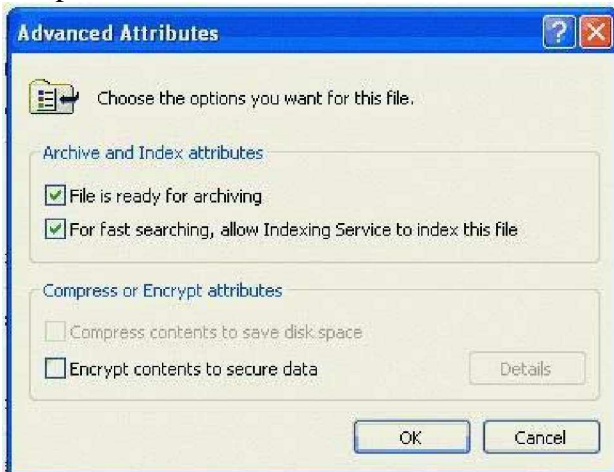 Advanced Attributes
Choose the options you want for this file.
Archive and Index attributes
File is ready for archiving
For fast searching, allow Indexing Service to index this file
Compress or Encrypt attributes
Compress contents to save disk space
Encrypt contents to secure data
Details
OK
Cancel